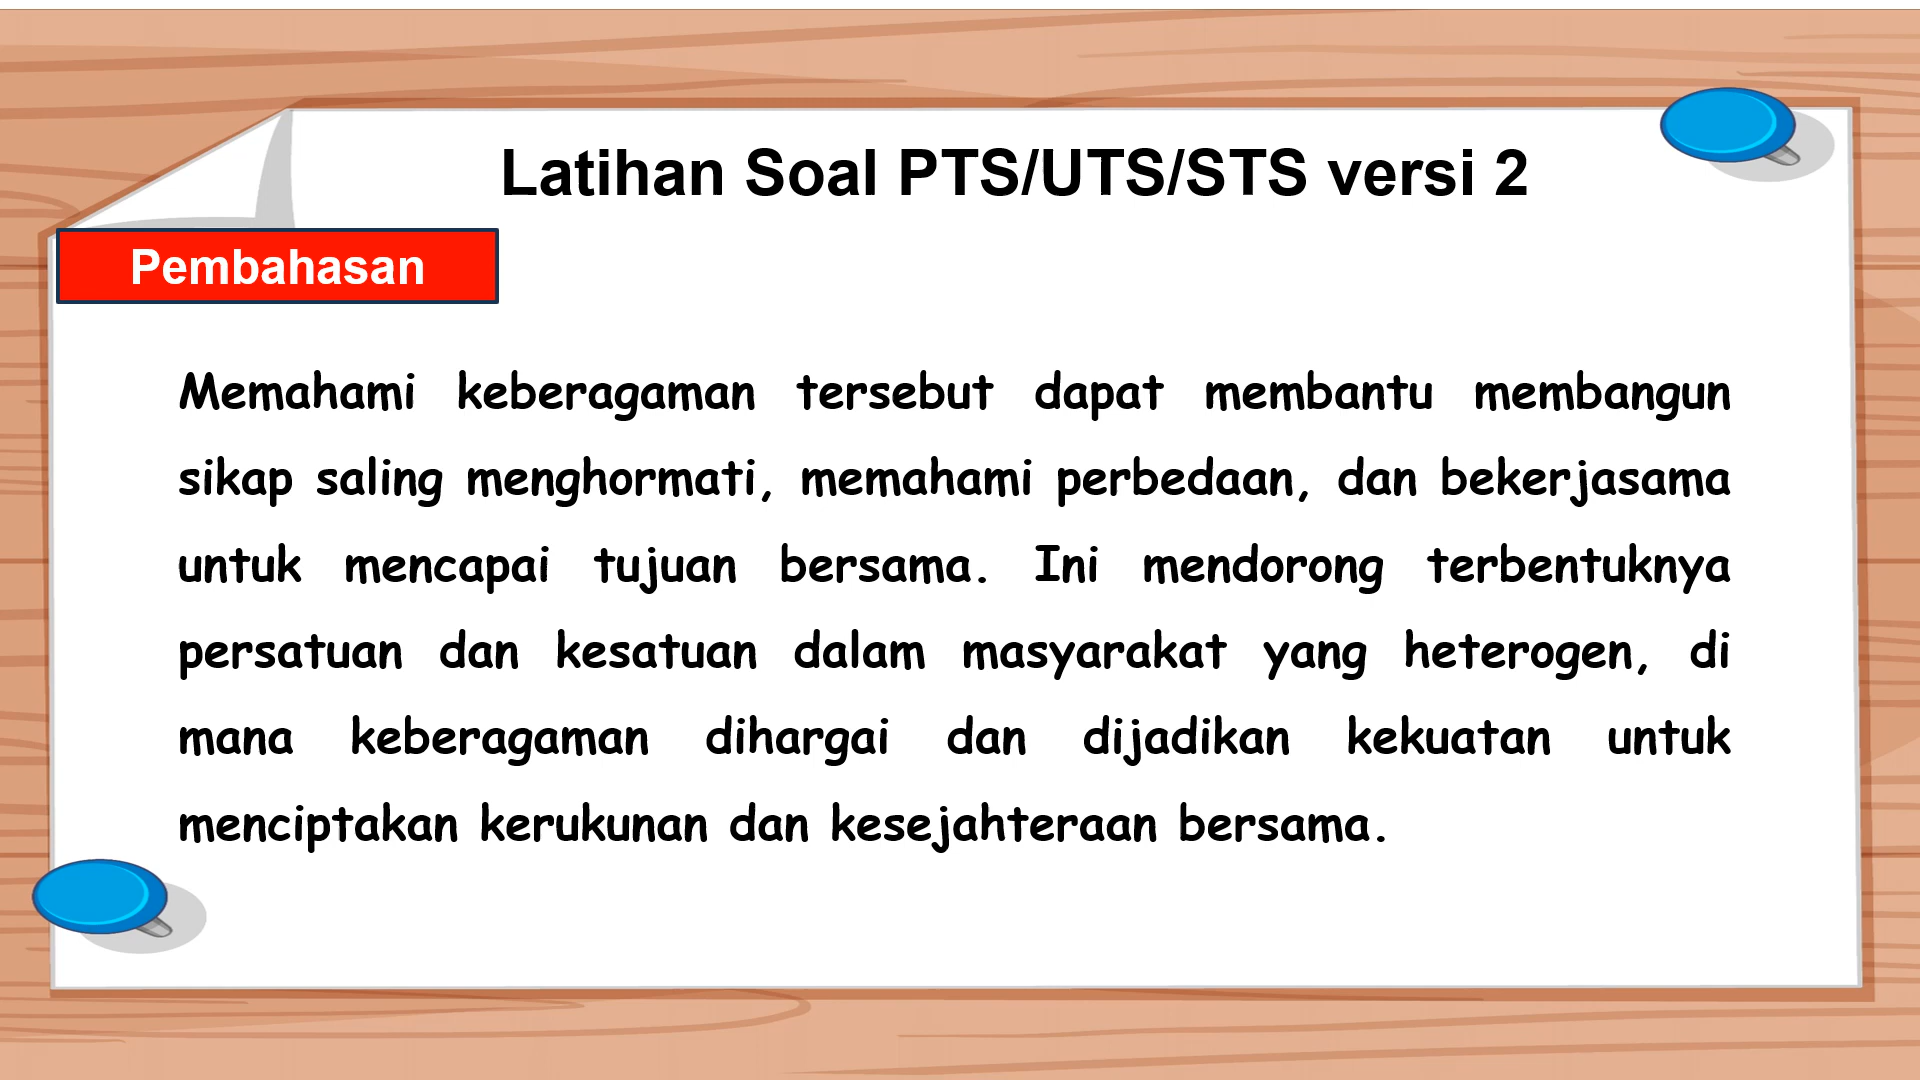 Latihan Soal PTS/UTS/STS versi 2
Pembahasan
Memahami keberagaman tersebut dapat membantu membangun
sikap saling menghormati, memahami perbedaan, dan bekerjasama
untuk mencapai tujuan bersama. Ini mendorong terbentuknya
persatuan dan kesatuan dalam masyarakat yang heterogen, di
mana keberagaman dihargai dan dijadikan kekuatan untuk
menciptakan kerukunan dan kesejahteraan bersama.